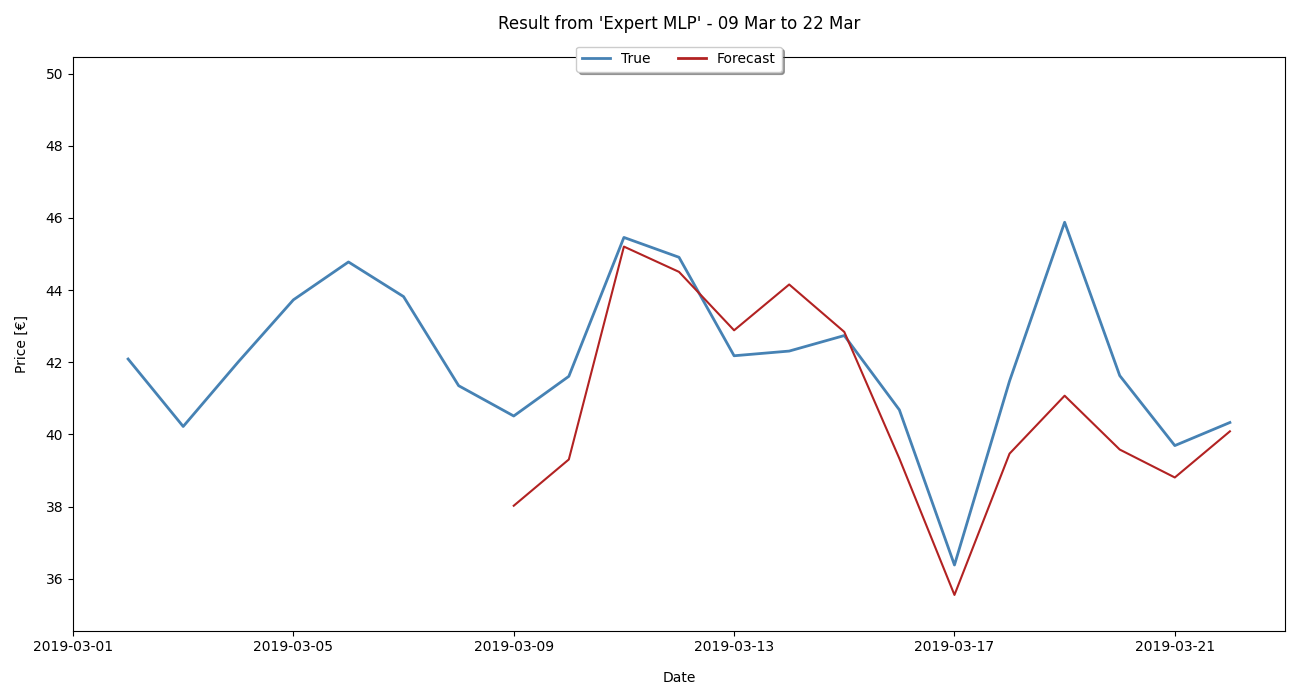 Result from 'Expert MLP' - 09 Mar to 22 Mar
True Forecast
50
48
46
44
42
40
38
36
Price [€]
2019-03-01 2019-03-05 2019-03-09 2019-03-13 2019-03-17 2019-03-21
Date